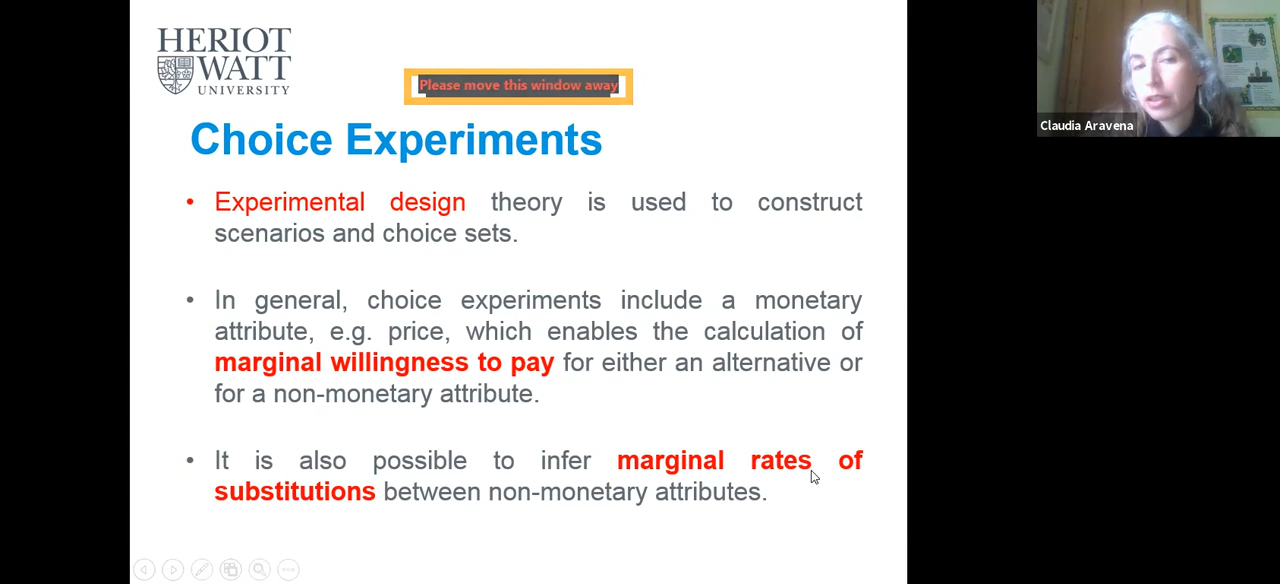 HERIOT
WATT
UNIVERSITY
Please move this window away
Claudia Aravena
Choice Experiments
• Experimental design theory is used to construct
scenarios and choice sets.
• In general, choice experiments include a monetary
attribute, e.g. price, which enables the calculation of
marginal willingness to pay for either an alternative or
for a non-monetary attribute.
• It is also possible to infer marginal rates of
substitutions between non-monetary attributes.